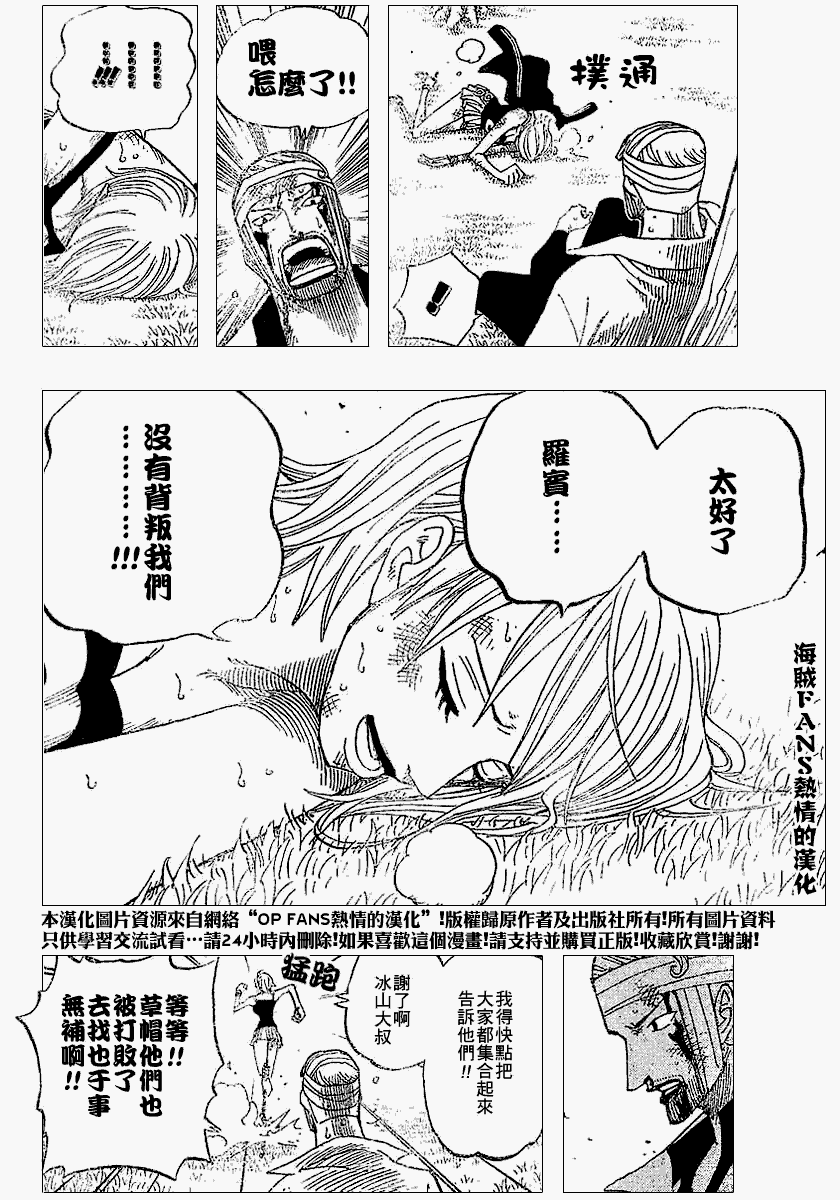 撲通
!!
喂
怎麼了!!
…………!!!
太好了
羅賓……
沒有背叛我們
…………!!!
海賊FANS熱情的漢化
本漢化圖片資源來自網絡“OP FANS熱情的漢化”!版權歸原作者及出版社所有!所有圖片資料
只供學習交流試看…請24小時內刪除!如果喜歡這個漫畫!請支持並購買正版!收藏欣賞!謝謝!
我得快點把
大家都集合起來
告訴他們!!
謝了啊
冰山大叔
猛跑
等等!!
草帽他們也
被打敗了
去找也于事
無補啊!!